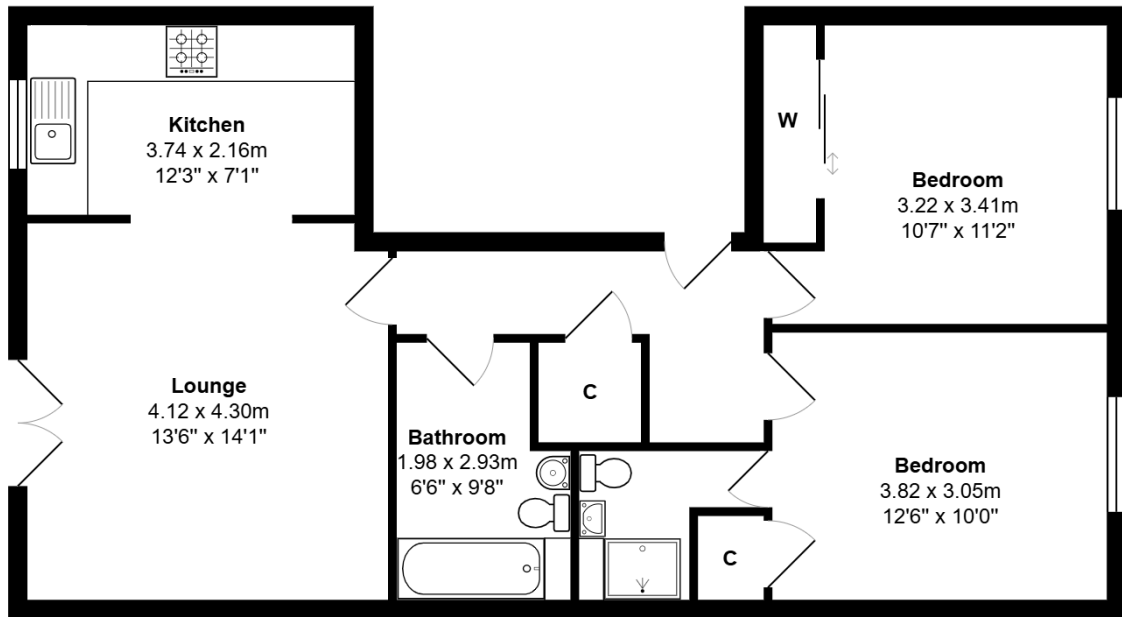 Kitchen
3.74 x 2.16m
12'3" x 7'1"
W
Bedroom
3.22 x 3.41m
10'7" x 11'2"
Lounge
4.12 x 4.30m
13'6" x 14'1"
C
Bathroom
1.98 x 2.93m
6'6" x 9'8"
Bedroom
3.82 x 3.05m
12'6" x 10'0"
C